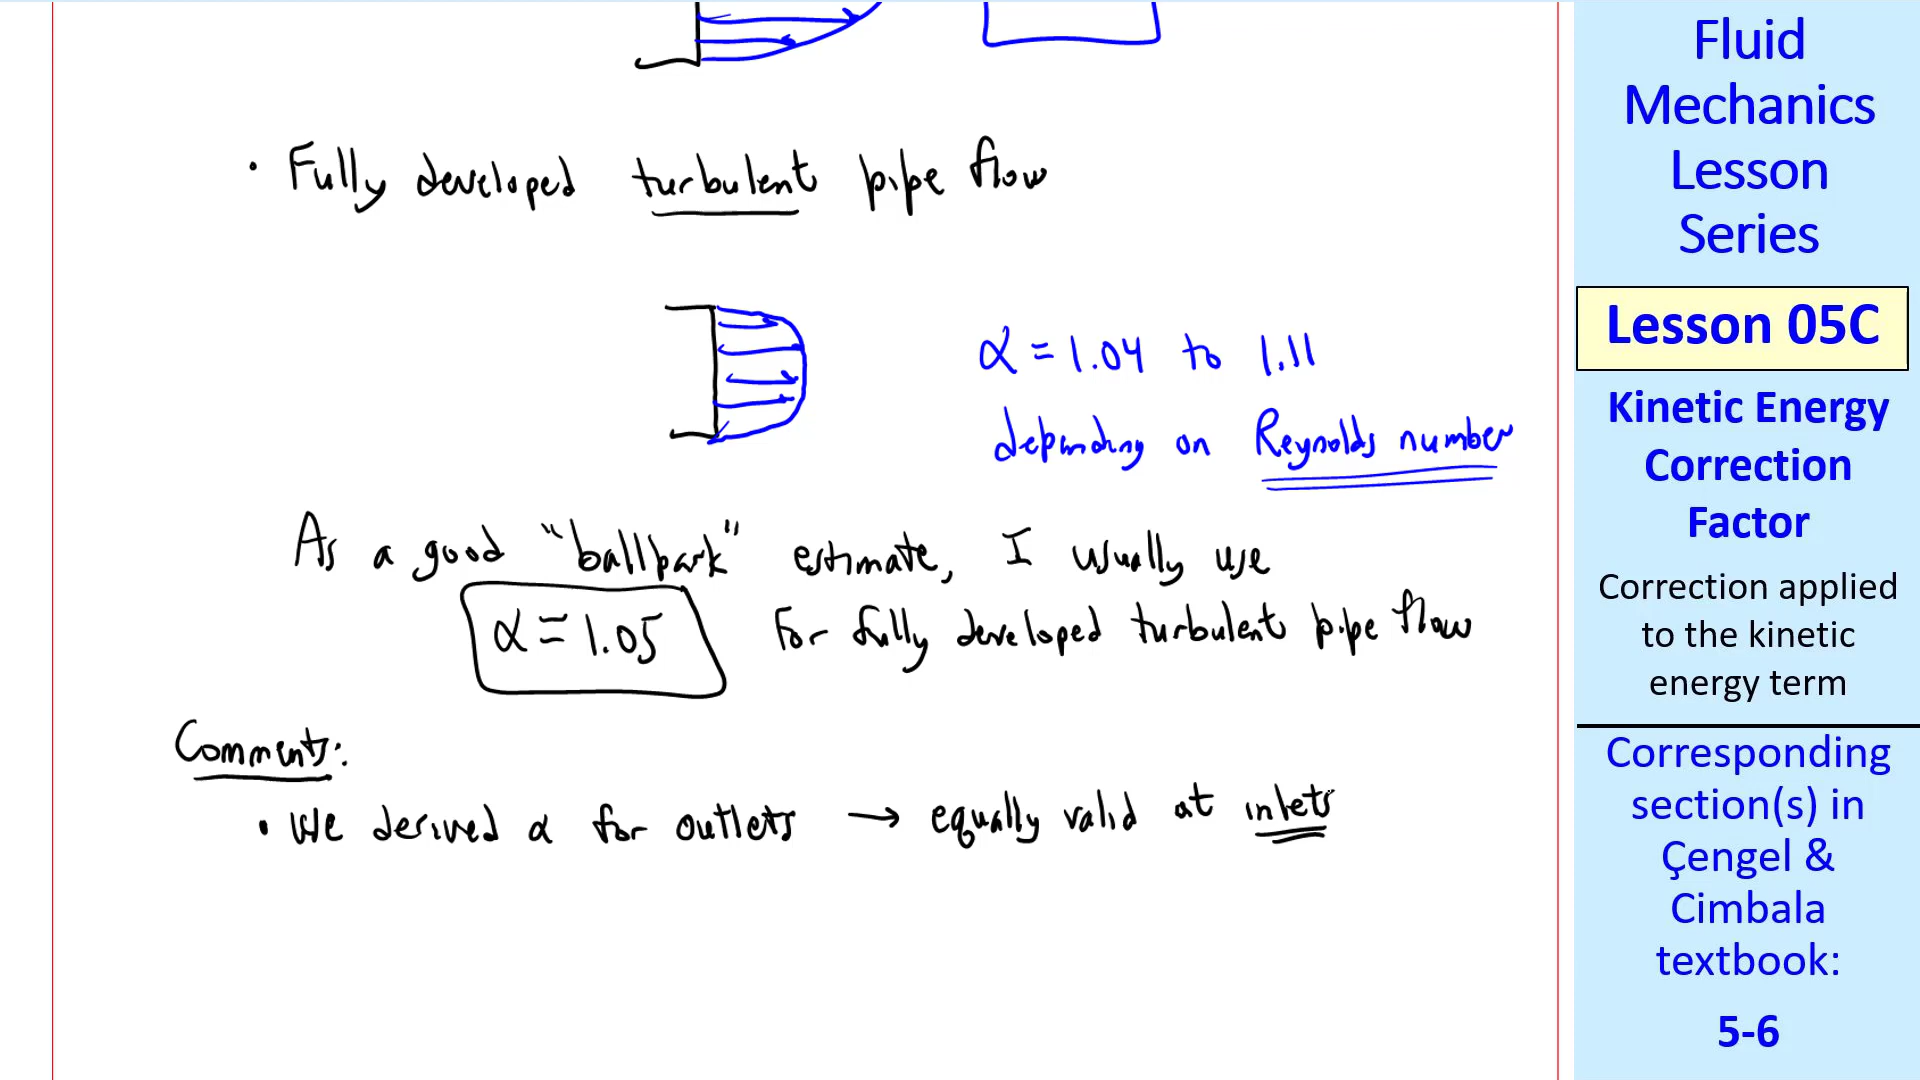 • Fully developed turbulent pipe flow
α = 1.04 to 1.11
depending on Reynolds number
As a good "ballpark" estimate, I usually use
α = 1.05 for fully developed turbulent pipe flow
Comments:
• We derived α for outlets → equally valid at inlets
Fluid
Mechanics
Lesson
Series
Lesson 05C
Kinetic Energy
Correction
Factor
Correction applied
to the kinetic
energy term
Corresponding
section(s) in
Çengel &
Cimbala
textbook:
5-6